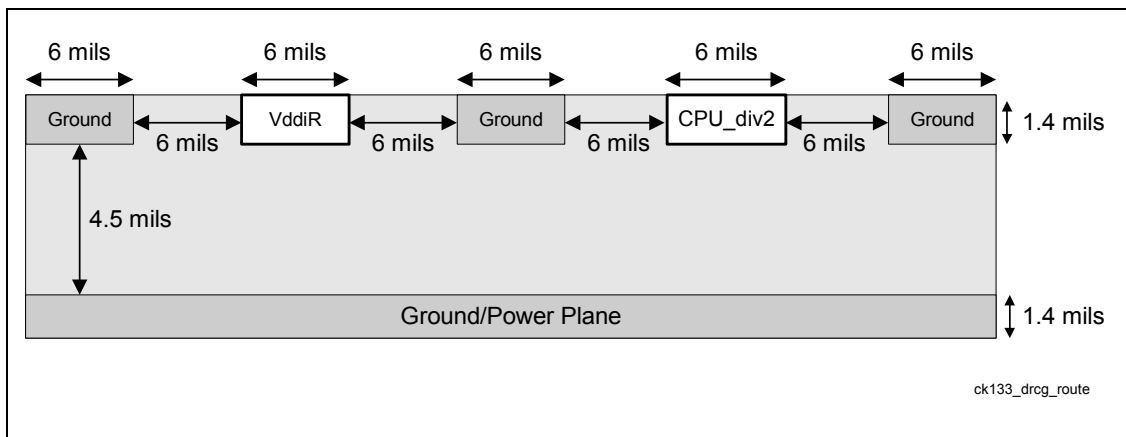 6 mils 6 mils 6 mils 6 mils 6 mils
Ground VddiR Ground CPU_div2 Ground
1.4 mils
6 mils 6 mils 6 mils 6 mils
4.5 mils
Ground/Power Plane
1.4 mils
ck133_drcg_route